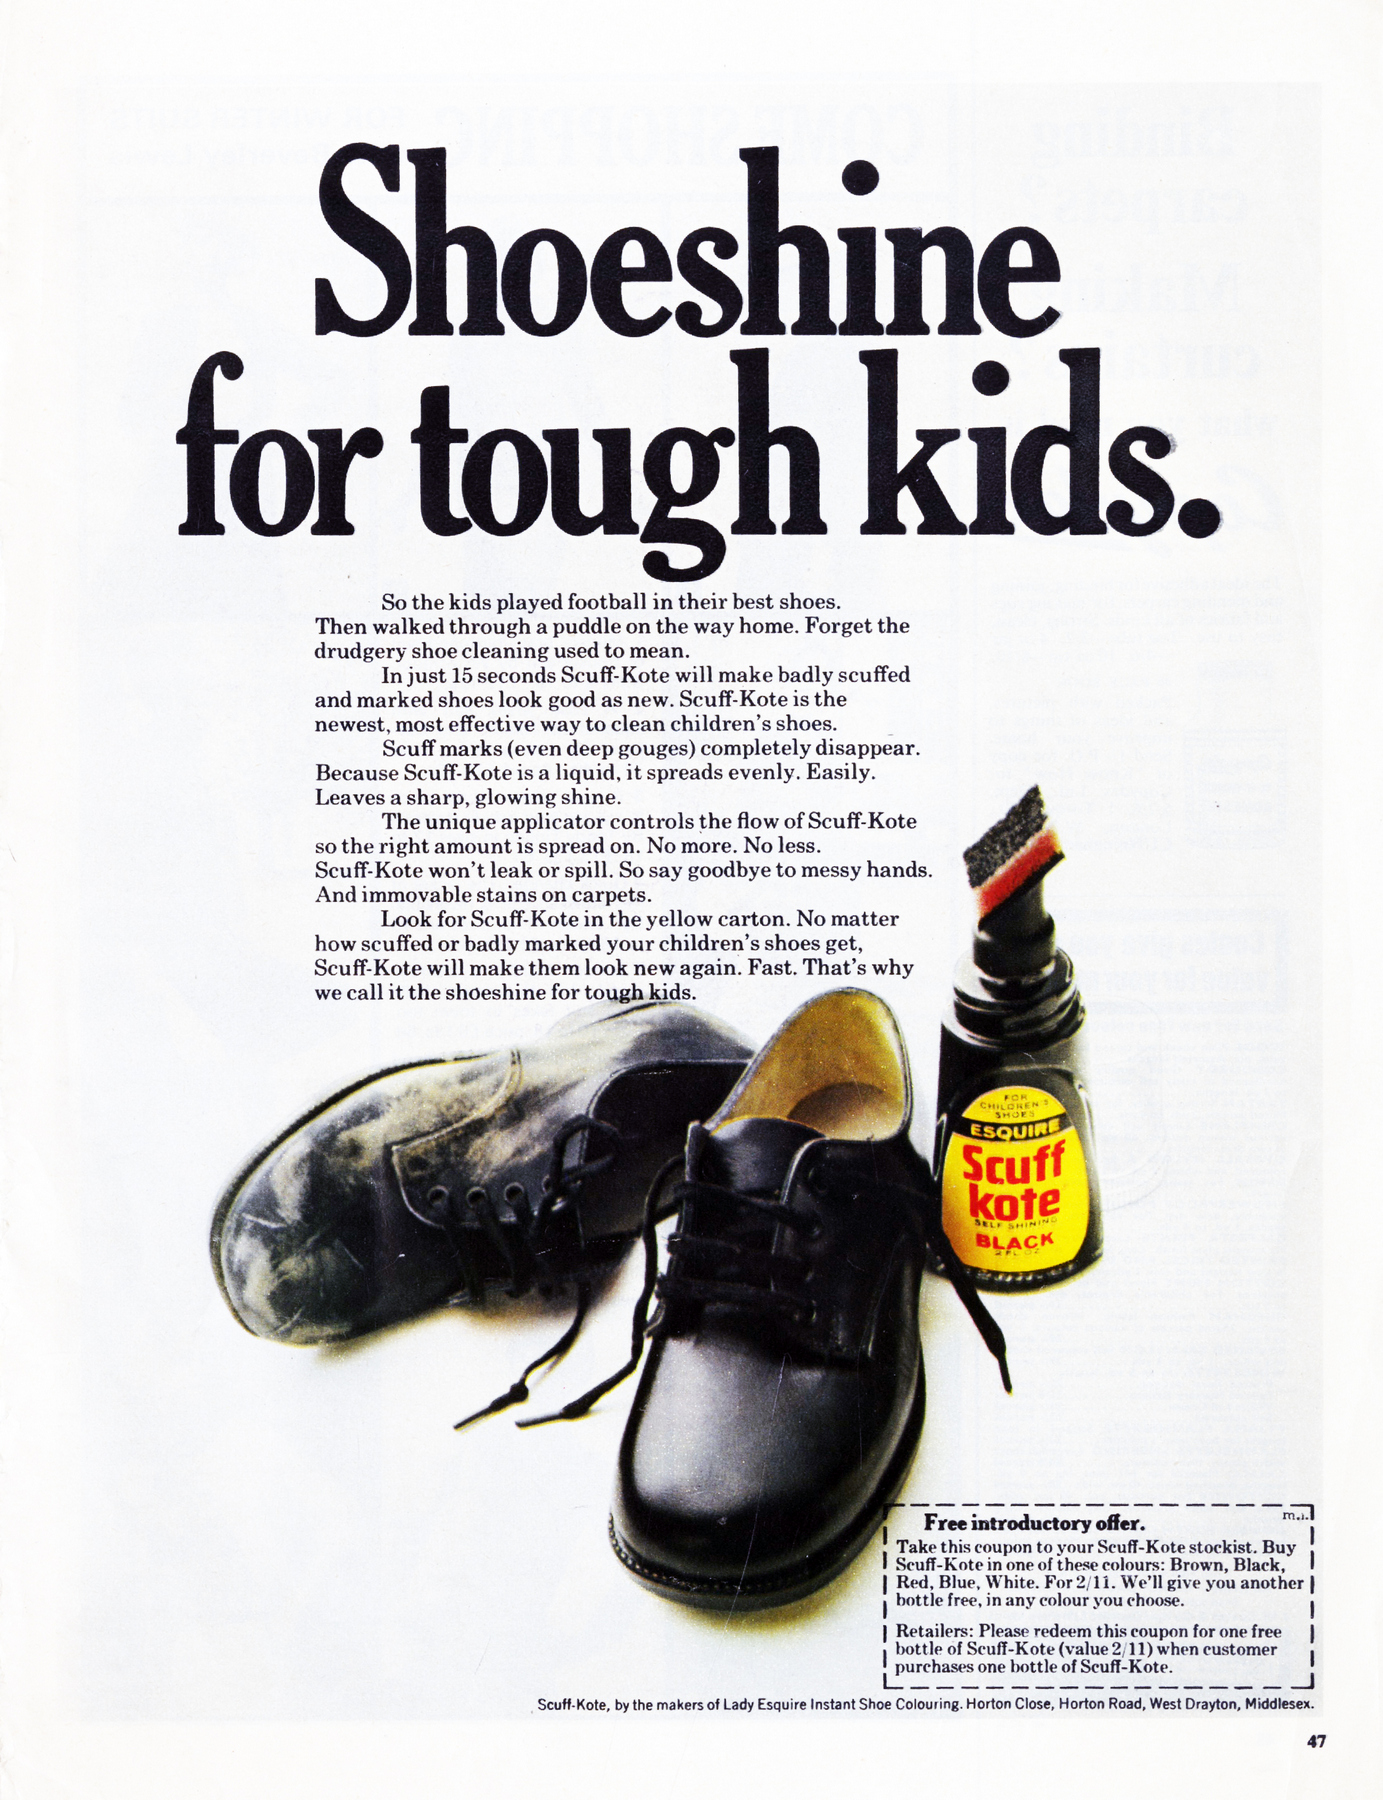 Shoeshine
for tough kids.
So the kids played football in their best shoes.
Then walked through a puddle on the way home. Forget the
drudgery shoe cleaning used to mean.
In just 15 seconds Scuff-Kote will make badly scuffed
and marked shoes look good as new. Scuff-Kote is the
newest, most effective way to clean children's shoes.
Scuff marks (even deep gouges) completely disappear.
Because Scuff-Kote is a liquid, it spreads evenly. Easily.
Leaves a sharp, glowing shine.
The unique applicator controls the flow of Scuff-Kote
so the right amount is spread on. No more. No less.
Scuff-Kote won't leak or spill. So say goodbye to messy hands.
And immovable stains on carpets.
Look for Scuff-Kote in the yellow carton. No matter
how scuffed or badly marked your children's shoes get,
Scuff-Kote will make them look new again. Fast. That's why
we call it the shoeshine for tough kids.
FOR
CHILDREN'S
SHOES
ESQUIRE
Scuff
kote
SELF SHINING
BLACK
2 FL OZ
Free introductory offer.
m.i.
Take this coupon to your Scuff-Kote stockist. Buy
Scuff-Kote in one of these colours: Brown, Black,
Red, Blue, White. For 2/11. We'll give you another
bottle free, in any colour you choose.
Retailers: Please redeem this coupon for one free
bottle of Scuff-Kote (value 2/11) when customer
purchases one bottle of Scuff-Kote.
Scuff-Kote, by the makers of Lady Esquire Instant Shoe Colouring. Horton Close, Horton Road, West Drayton, Middlesex.
47